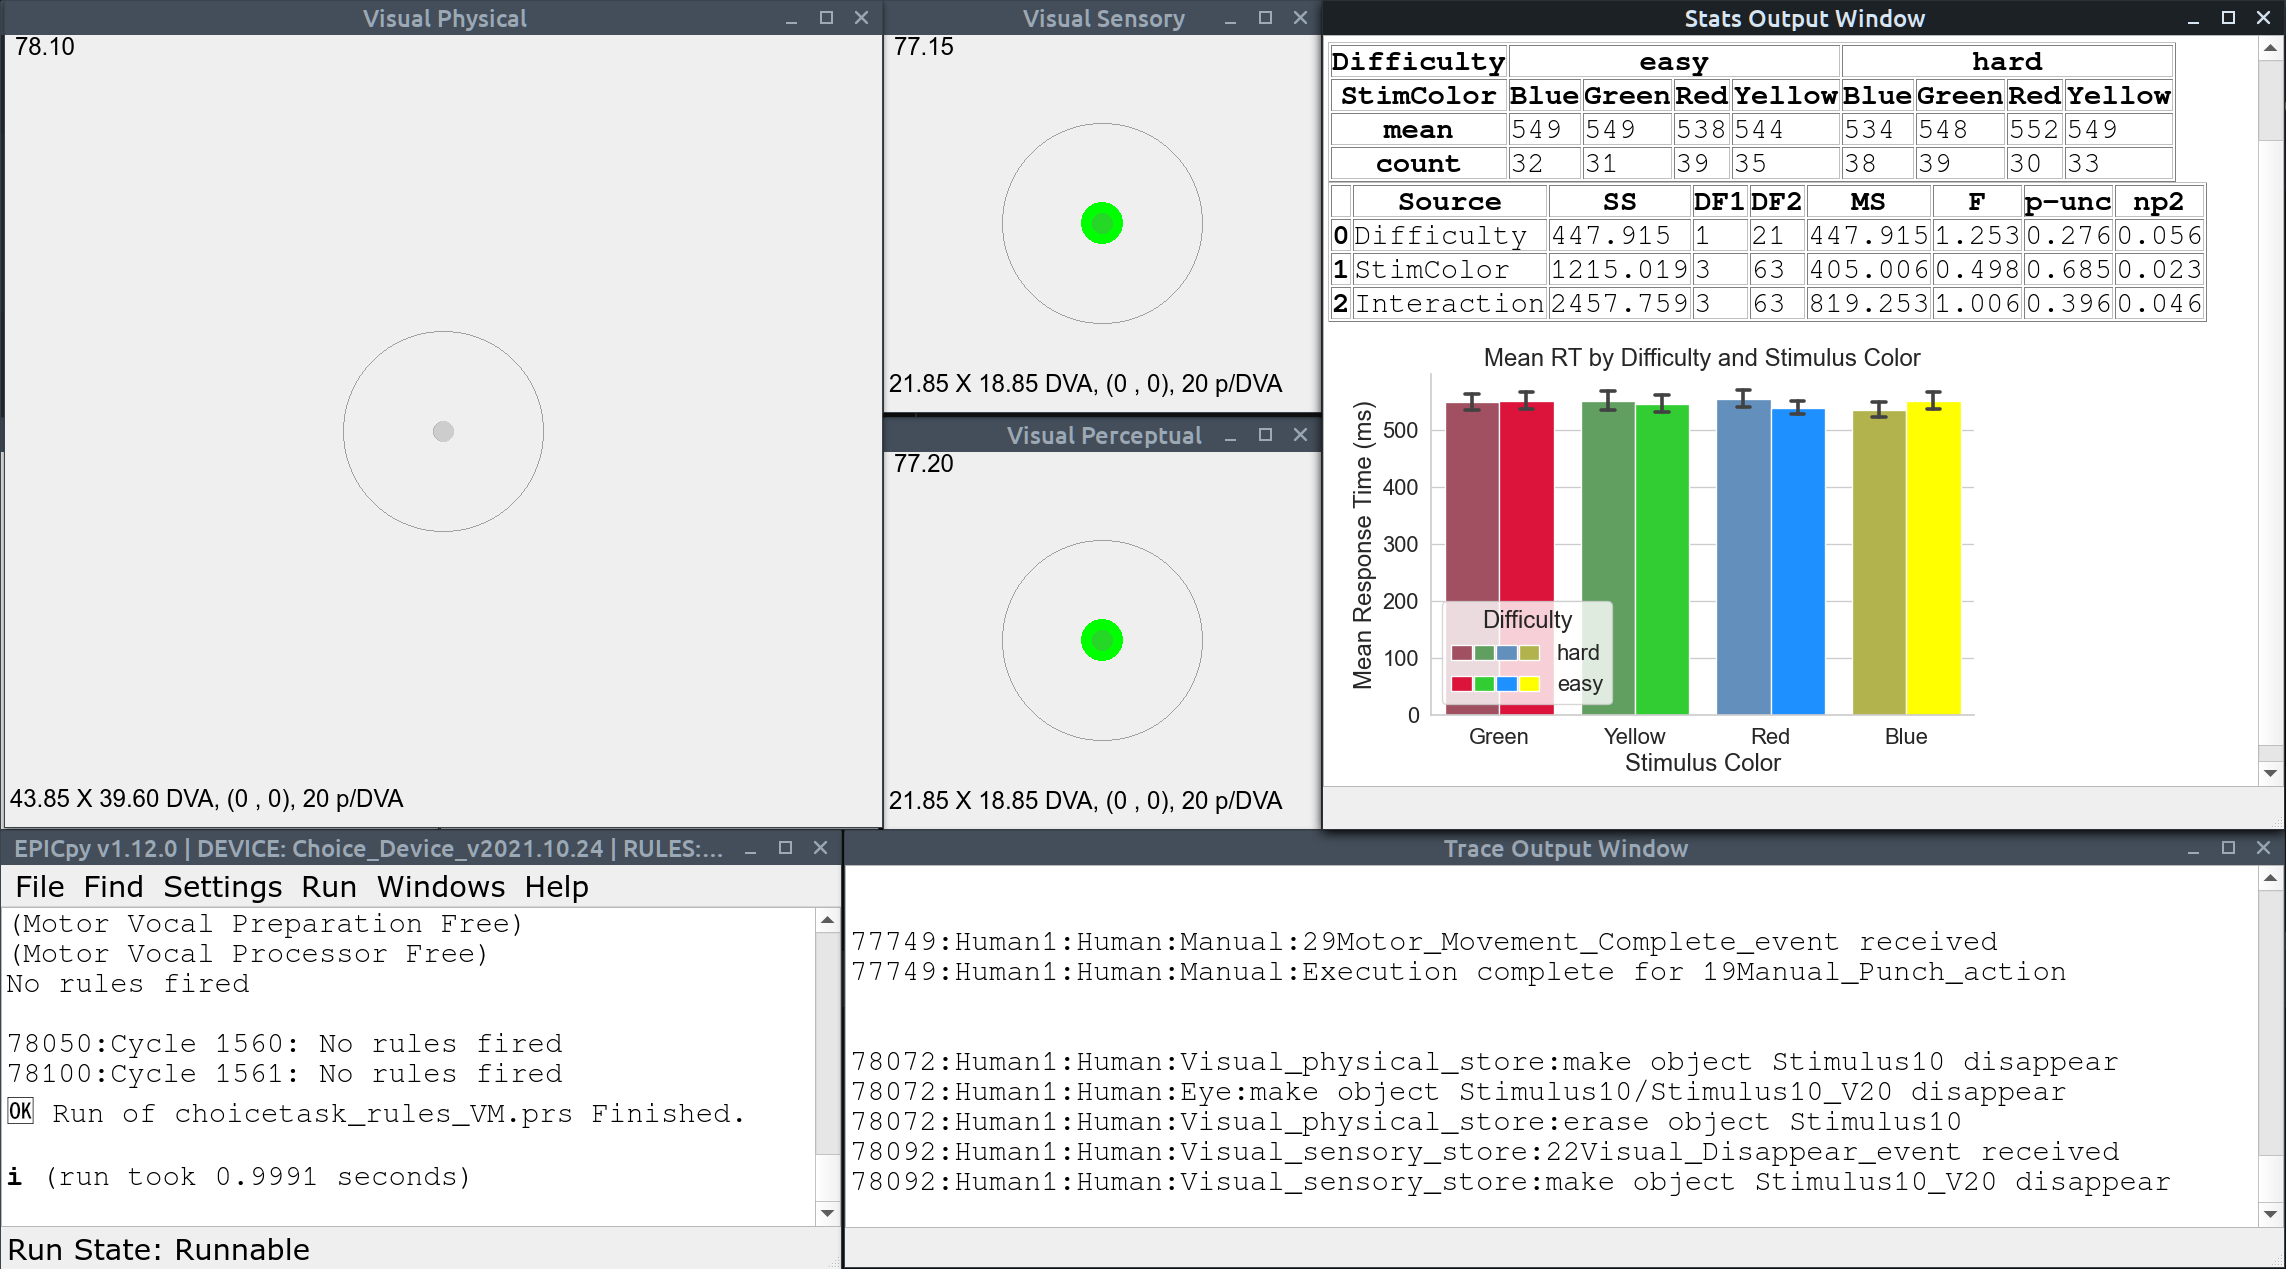 Visual Physical
78.10
43.85 X 39.60 DVA, (0 , 0), 20 p/DVA
Visual Sensory
77.15
21.85 X 18.85 DVA, (0 , 0), 20 p/DVA
Visual Perceptual
77.20
21.85 X 18.85 DVA, (0 , 0), 20 p/DVA
Stats Output Window
Difficulty easy hard
StimColor Blue Green Red Yellow Blue Green Red Yellow
mean 549 549 538 544 534 548 552 549
count 32 31 39 35 38 39 30 33
Source SS DF1 DF2 MS F p-unc np2
0 Difficulty 447.915 1 21 447.915 1.253 0.276 0.056
1 StimColor 1215.019 3 63 405.006 0.498 0.685 0.023
2 Interaction 2457.759 3 63 819.253 1.006 0.396 0.046
Mean RT by Difficulty and Stimulus Color
Mean Response Time (ms)
500
400
300
200
100
0
Difficulty
hard
easy
Green Yellow Red Blue
Stimulus Color
EPICpy v1.12.0 | DEVICE: Choice_Device_v2021.10.24 | RULES:...
File Find Settings Run Windows Help
(Motor Vocal Preparation Free)
(Motor Vocal Processor Free)
No rules fired
78050:Cycle 1560: No rules fired
78100:Cycle 1561: No rules fired
OK Run of choicetask_rules_VM.prs Finished.
i (run took 0.9991 seconds)
Run State: Runnable
Trace Output Window
77749:Human1:Human:Manual:29Motor_Movement_Complete_event received
77749:Human1:Human:Manual:Execution complete for 19Manual_Punch_action
78072:Human1:Human:Visual_physical_store:make object Stimulus10 disappear
78072:Human1:Human:Eye:make object Stimulus10/Stimulus10_V20 disappear
78072:Human1:Human:Visual_physical_store:erase object Stimulus10
78092:Human1:Human:Visual_sensory_store:22Visual_Disappear_event received
78092:Human1:Human:Visual_sensory_store:make object Stimulus10_V20 disappear